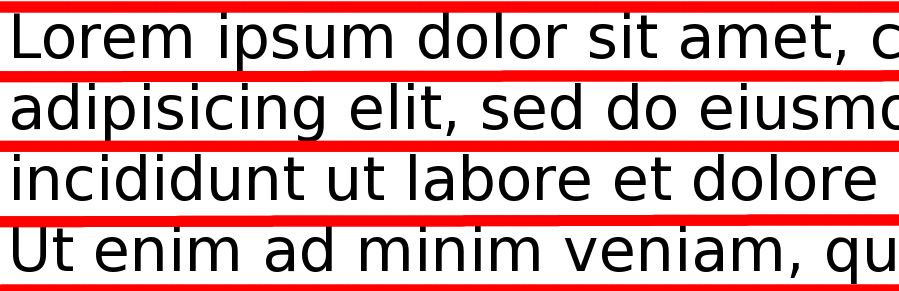 Lorem ipsum dolor sit amet, c
adipisicing elit, sed do eiusmo
incididunt ut labore et dolore
Ut enim ad minim veniam, qu